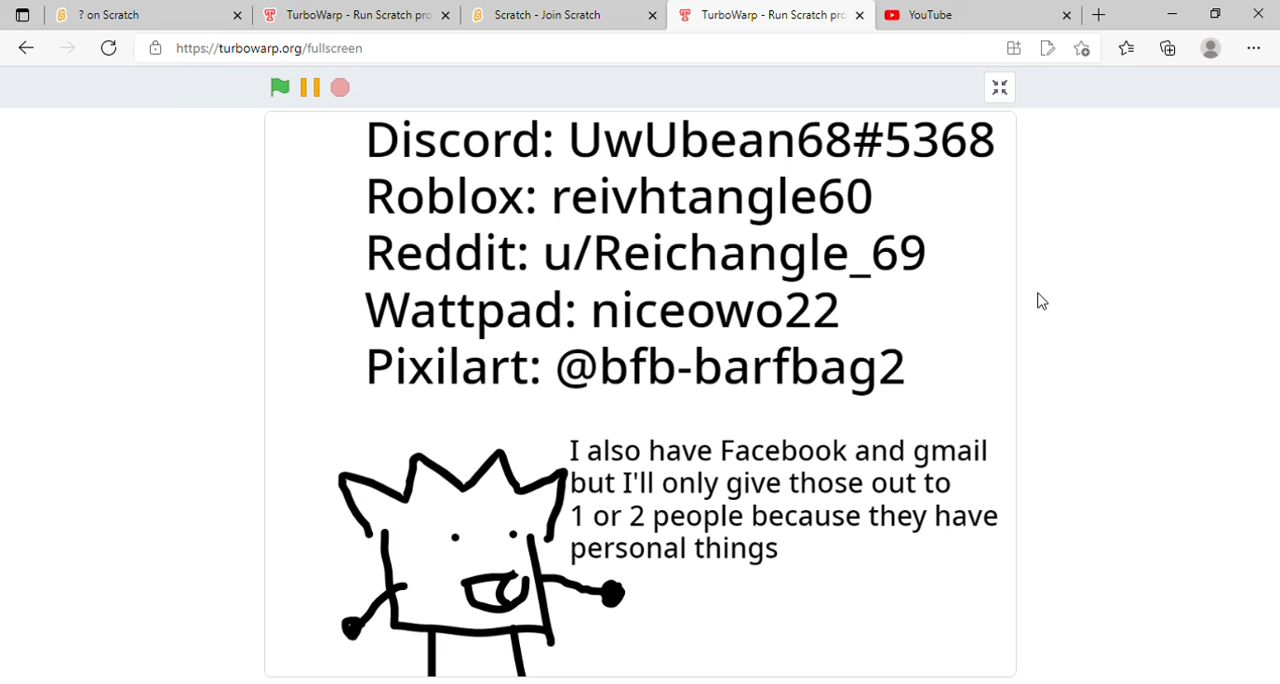 ? on Scratch
TurboWarp - Run Scratch pro
Scratch - Join Scratch
TurboWarp - Run Scratch pro
YouTube
https://turbowarp.org/fullscreen
Discord: UwUbean68#5368
Roblox: reivhtangle60
Reddit: u/Reichangle_69
Wattpad: niceowo22
Pixilart: @bfb-barfbag2
I also have Facebook and gmail
but I'll only give those out to
1 or 2 people because they have
personal things